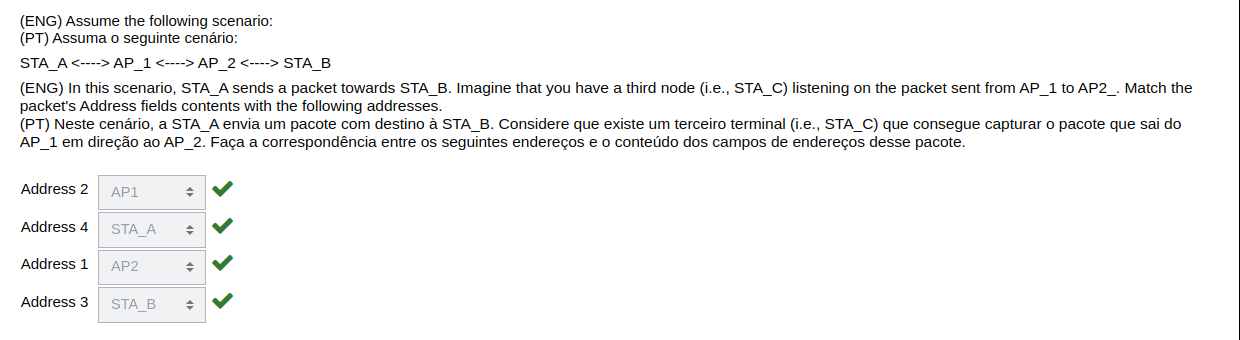 (ENG) Assume the following scenario:
(PT) Assuma o seguinte cenário:
STA_A <----> AP_1 <----> AP_2 <----> STA_B
(ENG) In this scenario, STA_A sends a packet towards STA_B. Imagine that you have a third node (i.e., STA_C) listening on the packet sent from AP_1 to AP2_. Match the
packet's Address fields contents with the following addresses.
(PT) Neste cenário, a STA_A envia um pacote com destino à STA_B. Considere que existe um terceiro terminal (i.e., STA_C) que consegue capturar o pacote que sai do
AP_1 em direção ao AP_2. Faça a correspondência entre os seguintes endereços e o conteúdo dos campos de endereços desse pacote.
Address 2 AP1
Address 4 STA_A
Address 1 AP2
Address 3 STA_B